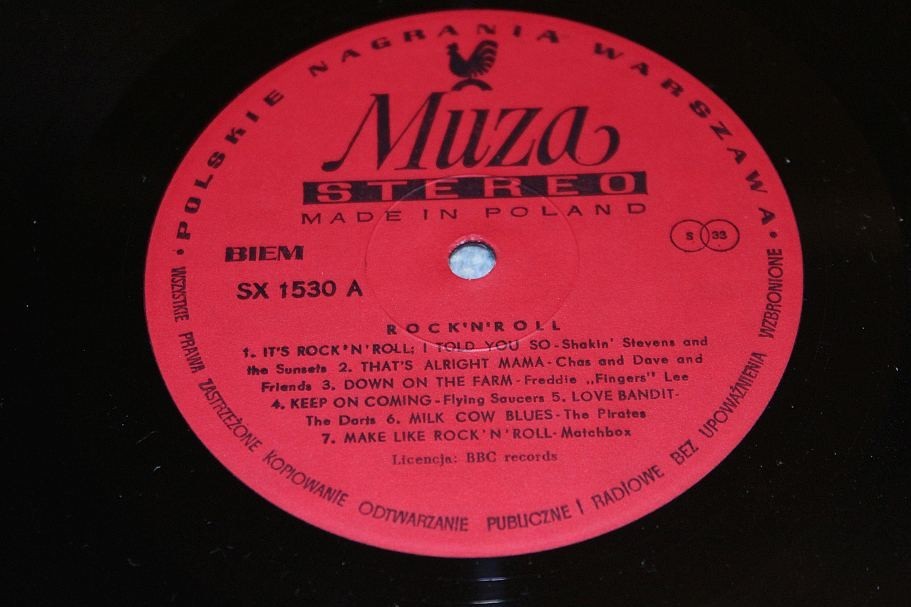 • POLSKIE NAGRANIA WARSZAWA •
Muza
STEREO
MADE IN POLAND
BIEM
S 33
SX 1530 A
ROCK'N'ROLL
1. IT'S ROCK'N'ROLL; I TOLD YOU SO - Shakin' Stevens and
the Sunsets 2. THAT'S ALRIGHT MAMA - Chas and Dave and
Friends 3. DOWN ON THE FARM - Freddie „Fingers" Lee
4. KEEP ON COMING - Flying Saucers 5. LOVE BANDIT -
The Darts 6. MILK COW BLUES - The Pirates
7. MAKE LIKE ROCK'N'ROLL - Matchbox
Licencja: BBC records
WSZYSTKIE PRAWA ZASTRZEŻONE KOPIOWANIE ODTWARZANIE PUBLICZNE I RADIOWE BEZ UPOWAŻNIENIA WZBRONIONE